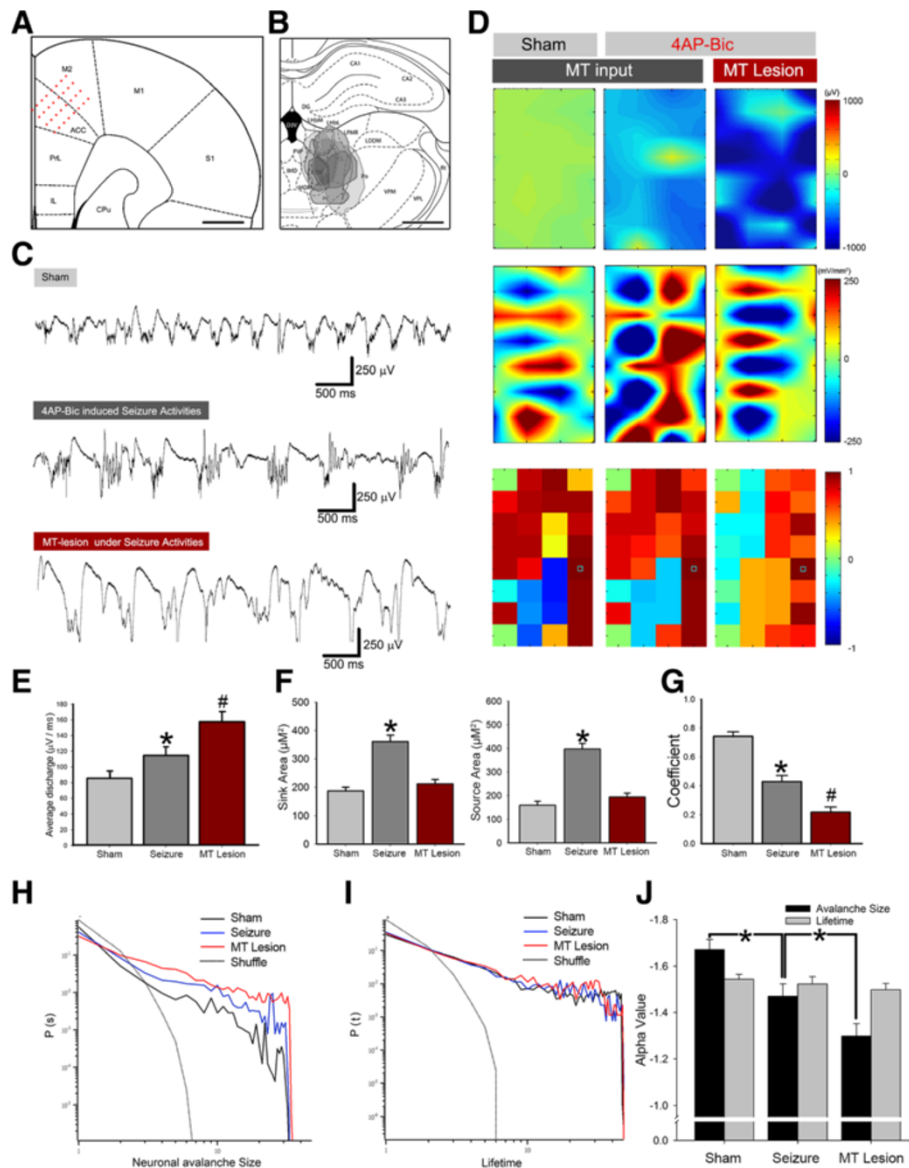 A
M2
M1
ACC
PrL
S1
IL
CPu
B
CA1
CA2
CA3
DG
LDDM
VPM
VPL
C
Sham
250 µV
500 ms
4AP-Bic induced Seizure Activities
250 µV
500 ms
MT-lesion under Seizure Activities
250 µV
500 ms
D
Sham
4AP-Bic
MT input
MT Lesion
(µV)
1000
-1000
(mV/mm²)
250
0
-250
1
0
-1
E
Average discharge (µV / ms)
180
160
140
120
100
80
60
40
20
0
*
#
Sham
Seizure
MT Lesion
F
Sink Area (µM²)
500
400
300
200
100
0
*
Sham
Seizure
MT Lesion
Source Area (µM²)
600
500
400
300
200
100
0
*
Sham
Seizure
MT Lesion
G
Coefficient
1.0
0.8
0.6
0.4
0.2
0.0
*
#
Sham
Seizure
MT Lesion
H
Sham
Seizure
MT Lesion
Shuffle
P (s)
Neuronal avalanche Size
I
Sham
Seizure
MT Lesion
Shuffle
P (t)
Lifetime
J
Avalanche Size
Lifetime
Alpha Value
-1.8
-1.6
-1.4
-1.2
-1.0
0.0
*
*
Sham
Seizure
MT Lesion